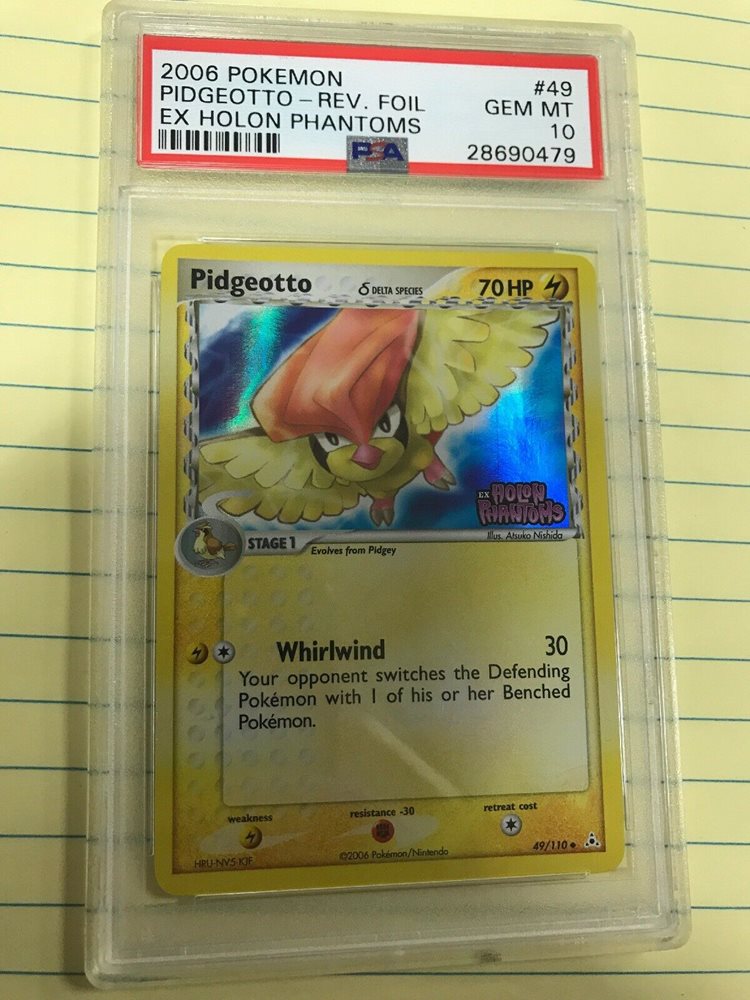 2006 POKEMON #49
PIDGEOTTO - REV. FOIL GEM MT
EX HOLON PHANTOMS 10
PSA 28690479
Pidgeotto δ DELTA SPECIES 70 HP
EX HOLON
PHANTOMS
Illus. Atsuko Nishida
STAGE 1 Evolves from Pidgey
Whirlwind 30
Your opponent switches the Defending
Pokémon with 1 of his or her Benched
Pokémon.
weakness resistance -30 retreat cost
HRU-NV5 KJF ©2006 Pokémon/Nintendo 49/110